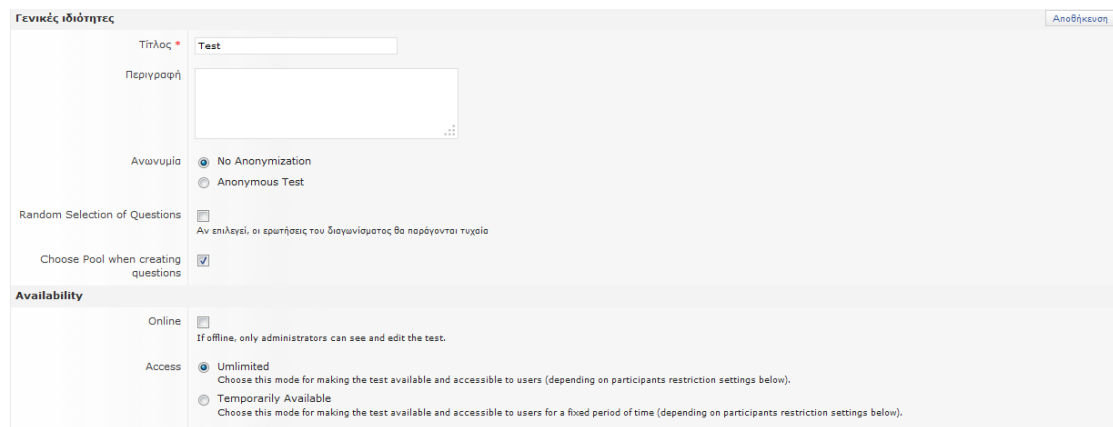 Γενικές ιδιότητες
Αποθήκευση
Τίτλος *
Test
Περιγραφή
Ανωνυμία
No Anonymization
Anonymous Test
Random Selection of Questions
Αν επιλεγεί, οι ερωτήσεις του διαγωνίσματος θα παράγονται τυχαία
Choose Pool when creating
questions
Availability
Online
If offline, only administrators can see and edit the test.
Access
Umlimited
Choose this mode for making the test available and accessible to users (depending on participants restriction settings below).
Temporarily Available
Choose this mode for making the test available and accessible to users for a fixed period of time (depending on participants restriction settings below).